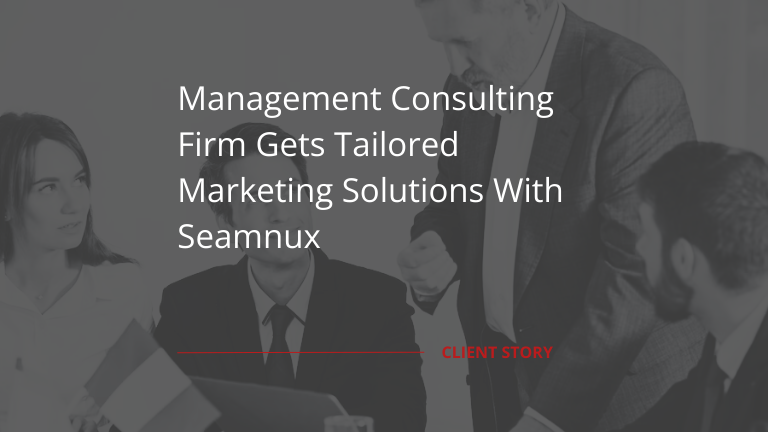 Management Consulting
Firm Gets Tailored
Marketing Solutions With
Seamnux
CLIENT STORY